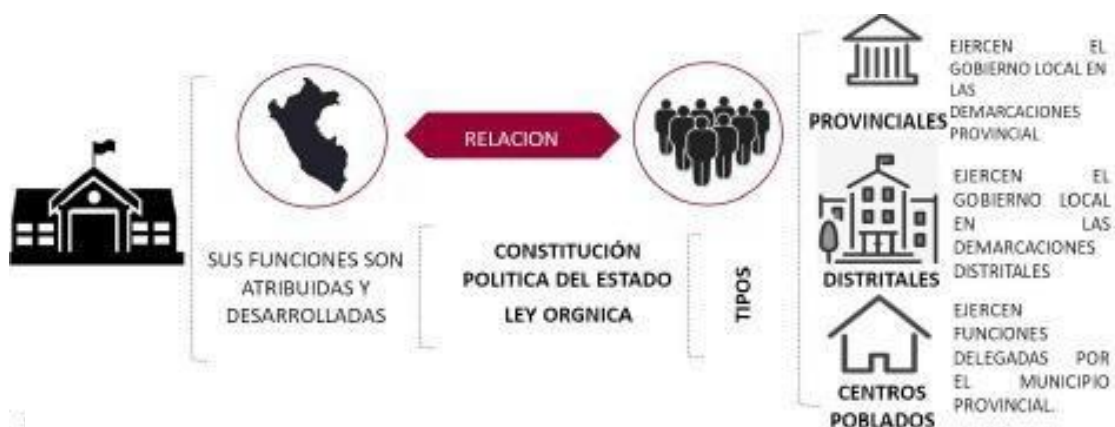 RELACION
SUS FUNCIONES SON
ATRIBUIDAS Y
DESARROLLADAS
CONSTITUCIÓN
POLITICA DEL ESTADO
LEY ORGNICA
TIPOS
PROVINCIALES
EJERCEN EL
GOBIERNO LOCAL EN
LAS
DEMARCACIONES
PROVINCIAL
DISTRITALES
EJERCEN EL
GOBIERNO LOCAL
EN LAS
DEMARCACIONES
DISTRITALES
CENTROS
POBLADOS
EJERCEN
FUNCIONES
DELEGADAS POR
EL MUNICIPIO
PROVINCIAL.